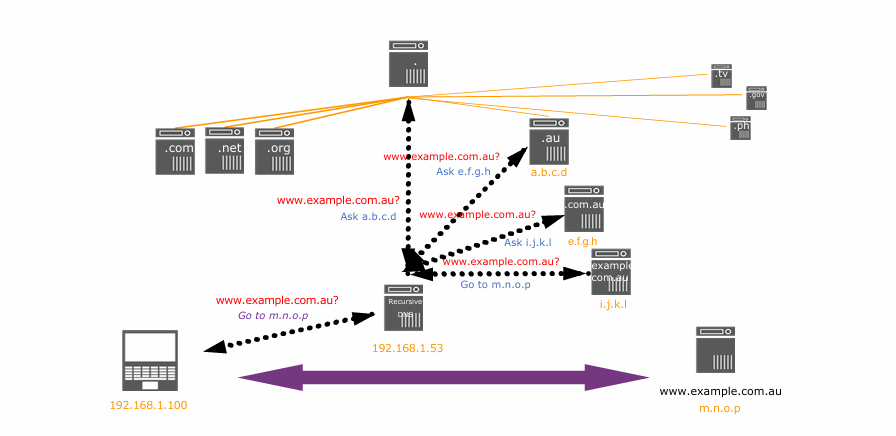 .
.tv
.gov
.ph
.com
.net
.org
.au
a.b.c.d
www.example.com.au?
Ask e.f.g.h
www.example.com.au?
Ask a.b.c.d
.com.au
e.f.g.h
www.example.com.au?
Ask i.j.k.l
example.
com.au
i.j.k.l
www.example.com.au?
Go to m.n.o.p
Recursive
DNS
192.168.1.53
www.example.com.au?
Go to m.n.o.p
192.168.1.100
www.example.com.au
m.n.o.p